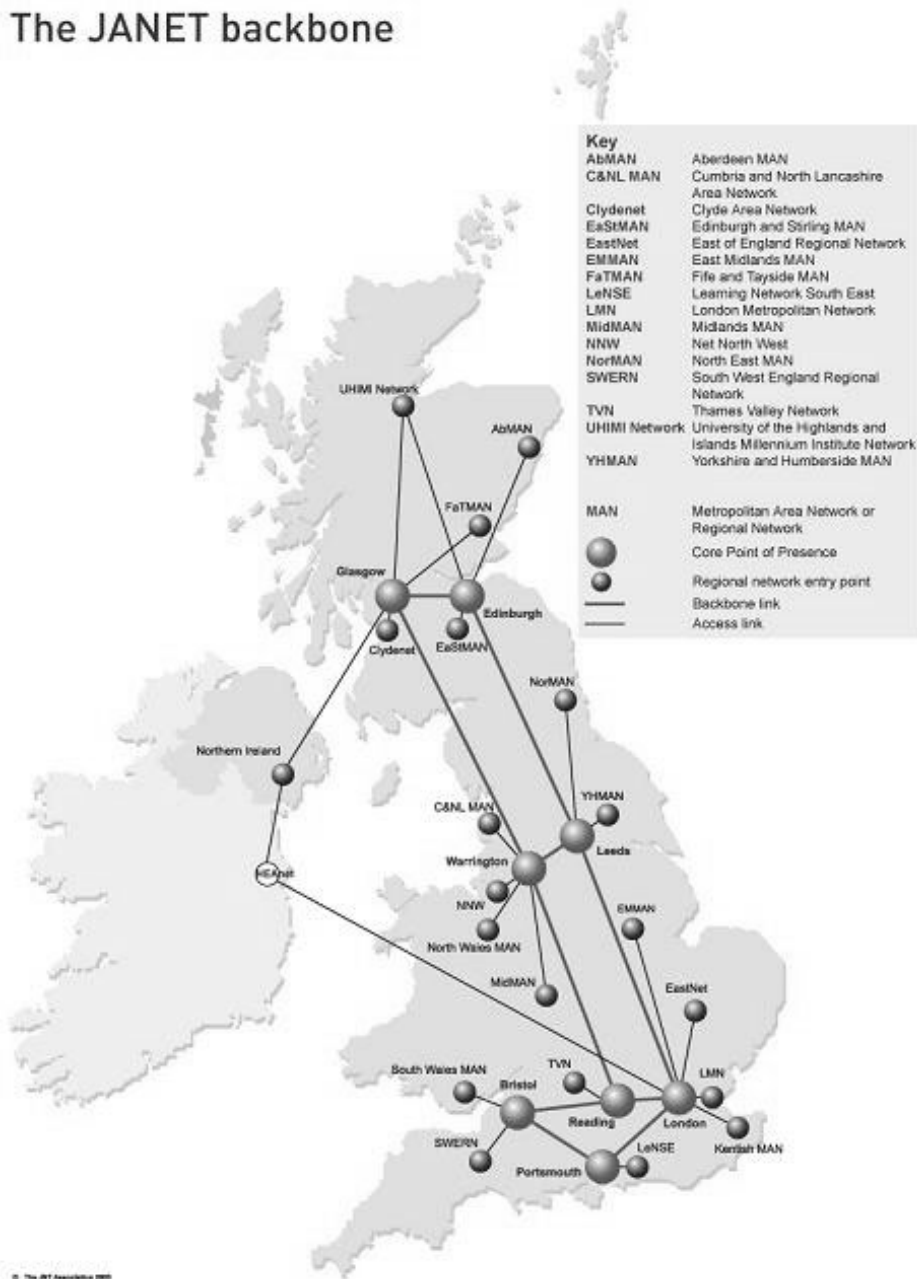 The JANET backbone
Key
AbMAN Aberdeen MAN
C&NL MAN Cumbria and North Lancashire
Area Network
Clydenet Clyde Area Network
EaStMAN Edinburgh and Stirling MAN
EastNet East of England Regional Network
EMMAN East Midlands MAN
FaTMAN Fife and Tayside MAN
LeNSE Learning Network South East
LMN London Metropolitan Network
MidMAN Midlands MAN
NNW Net North West
NorMAN North East MAN
SWERN South West England Regional
Network
TVN Thames Valley Network
UHIMI Network University of the Highlands and
Islands Millennium Institute Network
YHMAN Yorkshire and Humberside MAN
MAN Metropolitan Area Network or
Regional Network
Core Point of Presence
Regional network entry point
Backbone link
Access link
UHIMI Network
AbMAN
FaTMAN
Glasgow
Edinburgh
Clydenet
EaStMAN
NorMAN
Northern Ireland
YHMAN
C&NL MAN
Leeds
Warrington
HEAnet
NNW
EMMAN
North Wales MAN
MidMAN
EastNet
TVN
South Wales MAN
LMN
Bristol
Reading
London
SWERN
LeNSE
Kentish MAN
Portsmouth
© The JNT Association